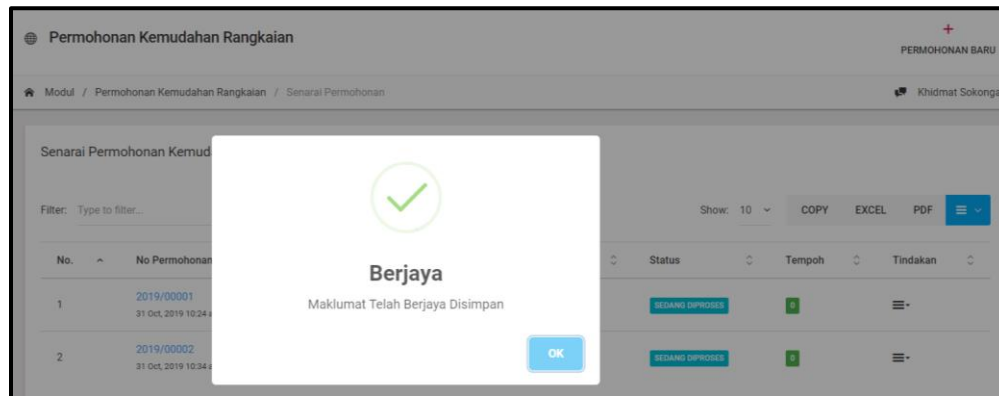 Permohonan Kemudahan Rangkaian
+
PERMOHONAN BARU
Modul / Permohonan Kemudahan Rangkaian / Senarai Permohonan
Khidmat Sokonga
Senarai Permohonan Kemud
Filter: Type to filter...
Show: 10
COPY EXCEL PDF
No. No Permohonan Status Tempoh Tindakan
1 2019/00001 SEDANG DIPROSES 0
31 Oct, 2019 10:24 a
2 2019/00002 SEDANG DIPROSES 0
31 Oct, 2019 10:34 a
Berjaya
Maklumat Telah Berjaya Disimpan
OK